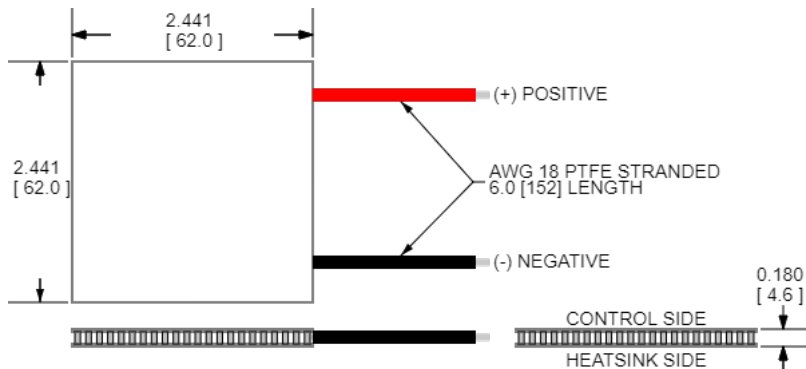 2.441
[ 62.0 ]
(+) POSITIVE
2.441
[ 62.0 ]
AWG 18 PTFE STRANDED
6.0 [152] LENGTH
(-) NEGATIVE
0.180
[ 4.6 ]
CONTROL SIDE
HEATSINK SIDE